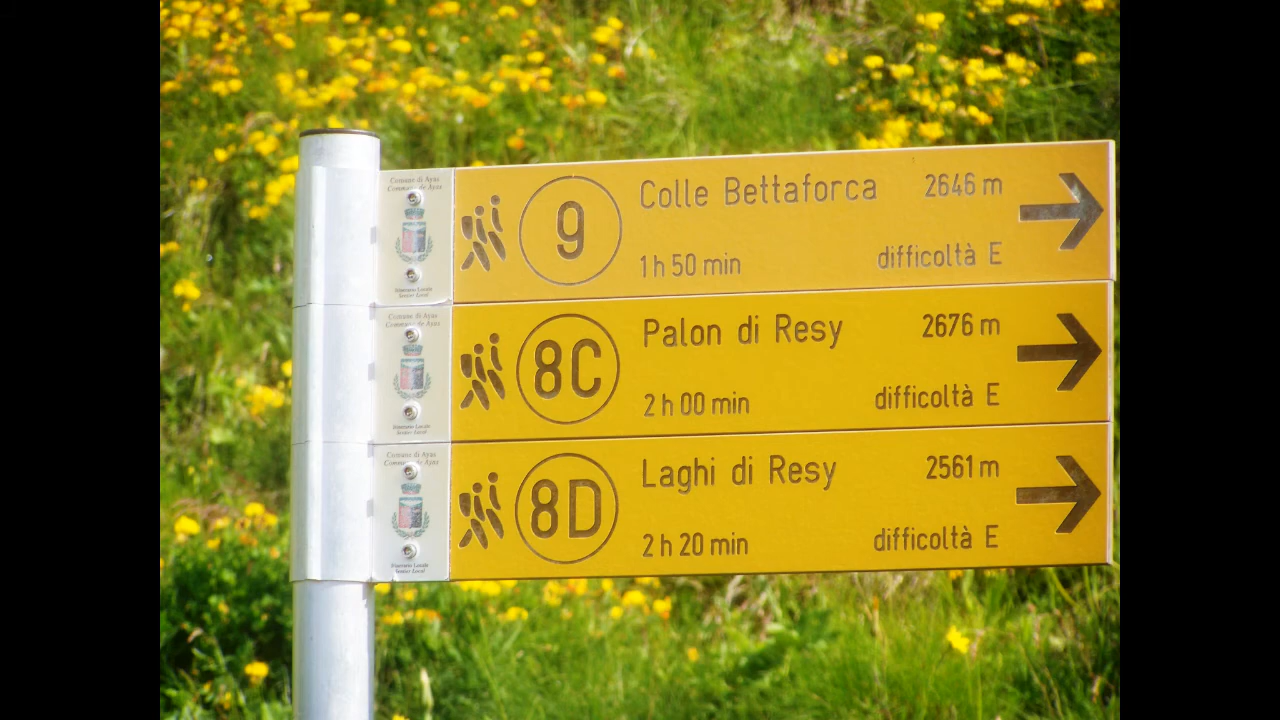 Comune di Ayas
Commune de Ayas
Itinerario Locale
Sentier Local
9
Colle Bettaforca 2646 m
1 h 50 min difficoltà E
Comune di Ayas
Commune de Ayas
Itinerario Locale
Sentier Local
8C
Palon di Resy 2676 m
2 h 00 min difficoltà E
Comune di Ayas
Commune de Ayas
Itinerario Locale
Sentier Local
8D
Laghi di Resy 2561 m
2 h 20 min difficoltà E